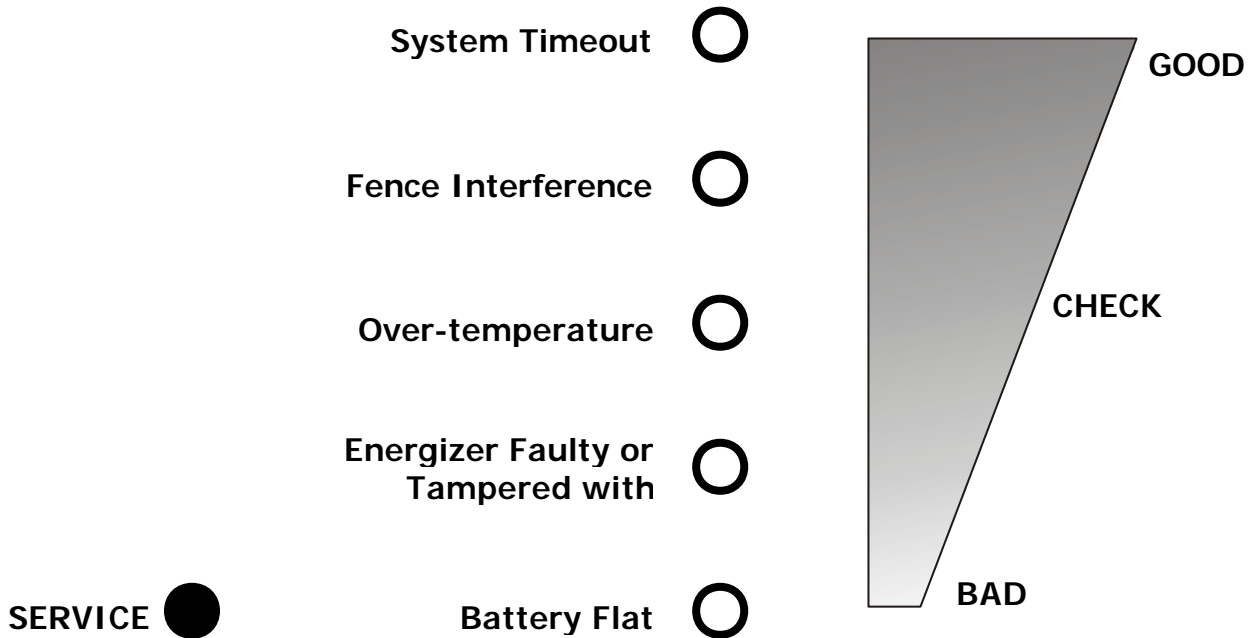 System Timeout
GOOD
Fence Interference
CHECK
Over-temperature
Energizer Faulty or
Tampered with
BAD
SERVICE
Battery Flat